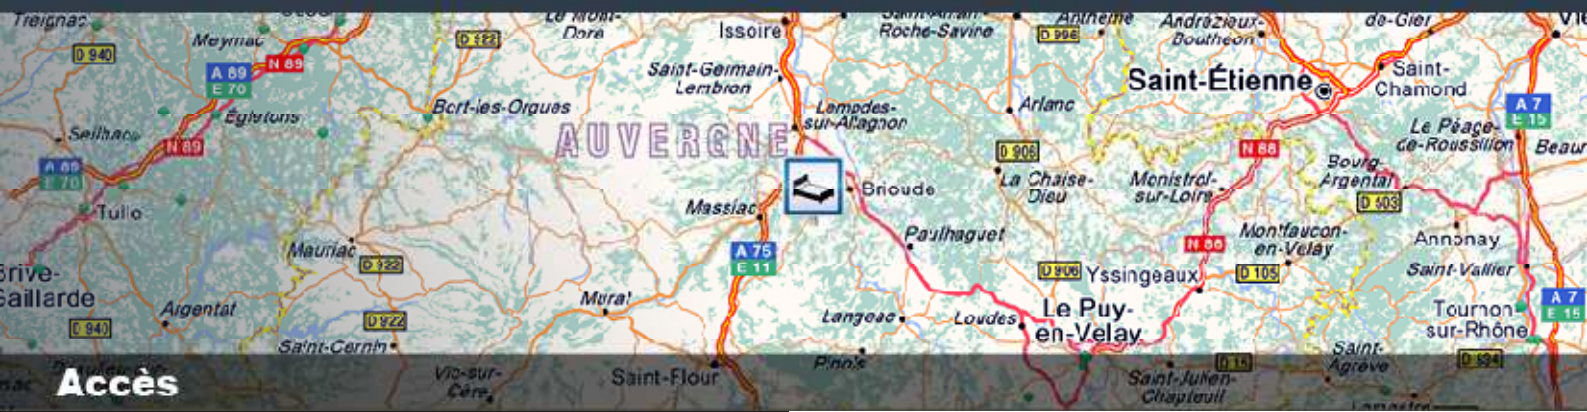 Treignac
D 940
Meymac
N 89
A 89
E 70
Égletons
Seilhac
N 89
A 89
E 70
Tulle
Brive-
Gaillarde
D 940
Argentat
Le Mont-
Dore
D 922
Bort-les-Orgues
AUVERGNE
Mauriac
D 922
D 922
Saint-Cernin
Murat
Vic-sur-
Cère
Issoire
Saint-Germain-
Lembron
Lempdes-
sur-Allagnon
Massiac
Brioude
A 75
E 11
Paulhaguet
Langeac
Loudes
Saint-Flour
Pinols
Roche-Savine
D 996
Arlanc
D 906
La Chaise-
Dieu
D 906
Yssingeaux
Le Puy-
en-Velay
Andrézieux-
Bouthéon
Saint-Étienne
Saint-
Chamond
de-Gier
N 88
Monistrol-
sur-Loire
N 88
Montfaucon-
en-Velay
D 105
Bourg-
Argental
D 503
Le Péage-
de-Roussillon
A 7
E 15
Beaur
Annonay
Saint-Vallier
Tournon-
sur-Rhône
A 7
E 15
D 15
Saint-Julien-
Chapteuil
Saint-
Agrève
Accès